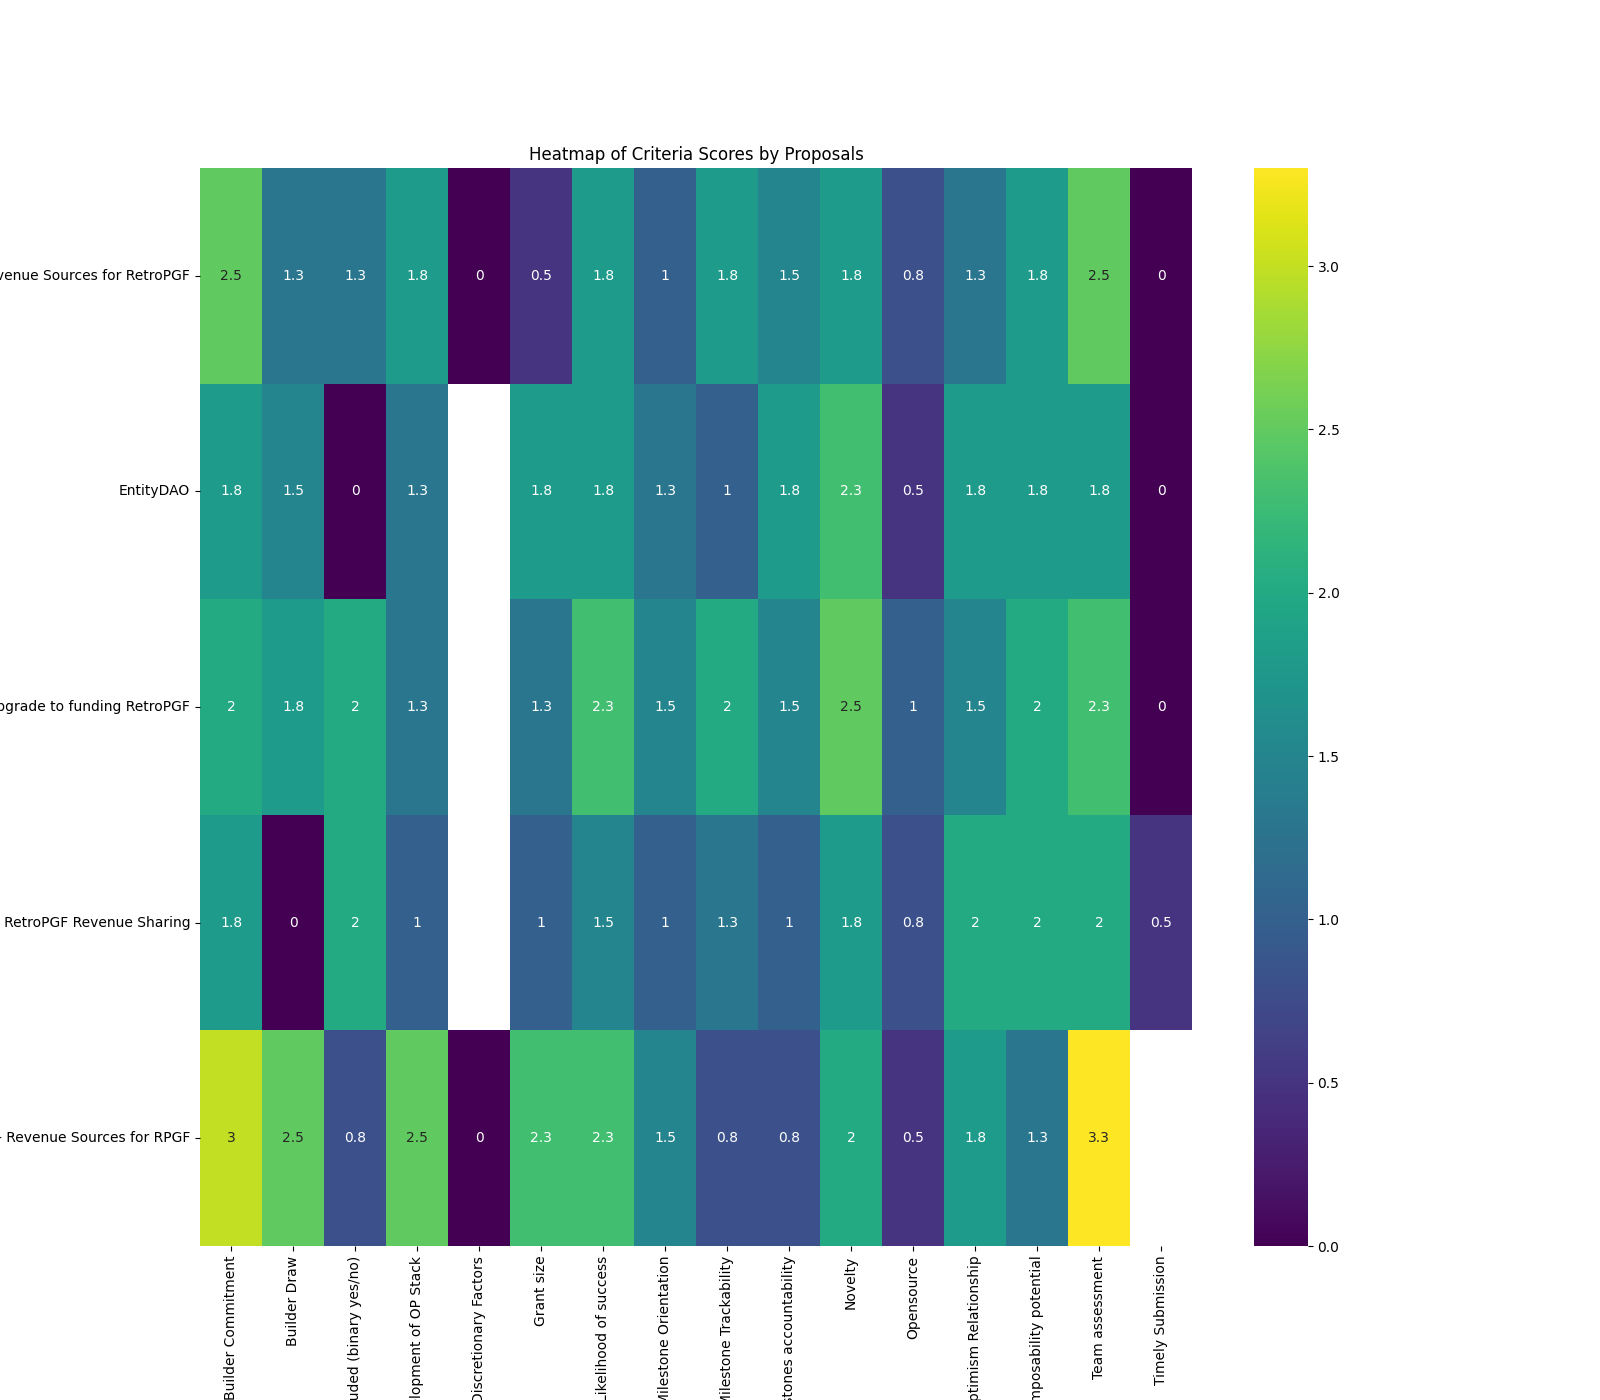 Heatmap of Criteria Scores by Proposals
venue Sources for RetroPGF
2.5 1.3 1.3 1.8 0 0.5 1.8 1 1.8 1.5 1.8 0.8 1.3 1.8 2.5 0
EntityDAO
1.8 1.5 0 1.3 1.8 1.8 1.3 1 1.8 2.3 0.5 1.8 1.8 1.8 0
pgrade to funding RetroPGF
2 1.8 2 1.3 1.3 2.3 1.5 2 1.5 2.5 1 1.5 2 2.3 0
RetroPGF Revenue Sharing
1.8 0 2 1 1 1.5 1 1.3 1 1.8 0.8 2 2 2 0.5
- Revenue Sources for RPGF
3 2.5 0.8 2.5 0 2.3 2.3 1.5 0.8 0.8 2 0.5 1.8 1.3 3.3
Builder Commitment
Builder Draw
uded (binary yes/no)
lopment of OP Stack
Discretionary Factors
Grant size
Likelihood of success
Milestone Orientation
Milestone Trackability
stones accountability
Novelty
Opensource
ptimism Relationship
mposability potential
Team assessment
Timely Submission
3.0
2.5
2.0
1.5
1.0
0.5
0.0